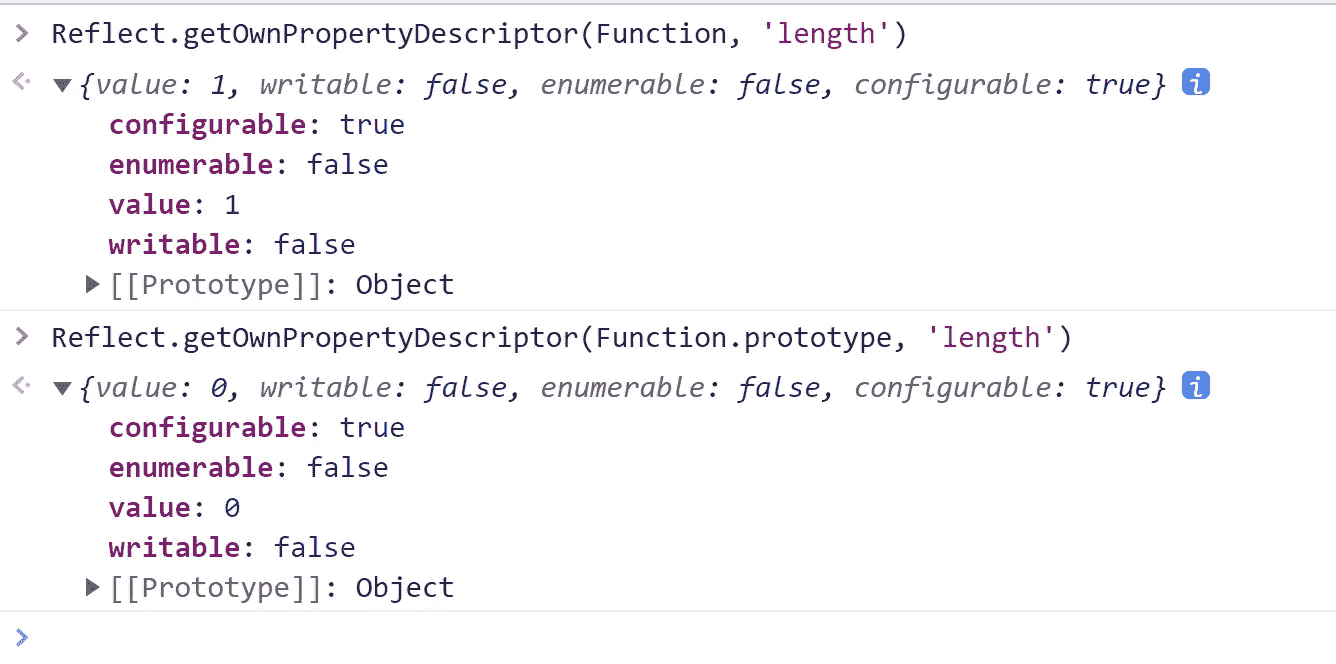 Reflect.getOwnPropertyDescriptor(Function, 'length')
{value: 1, writable: false, enumerable: false, configurable: true} i
configurable: true
enumerable: false
value: 1
writable: false
[[Prototype]]: Object
Reflect.getOwnPropertyDescriptor(Function.prototype, 'length')
{value: 0, writable: false, enumerable: false, configurable: true} i
configurable: true
enumerable: false
value: 0
writable: false
[[Prototype]]: Object